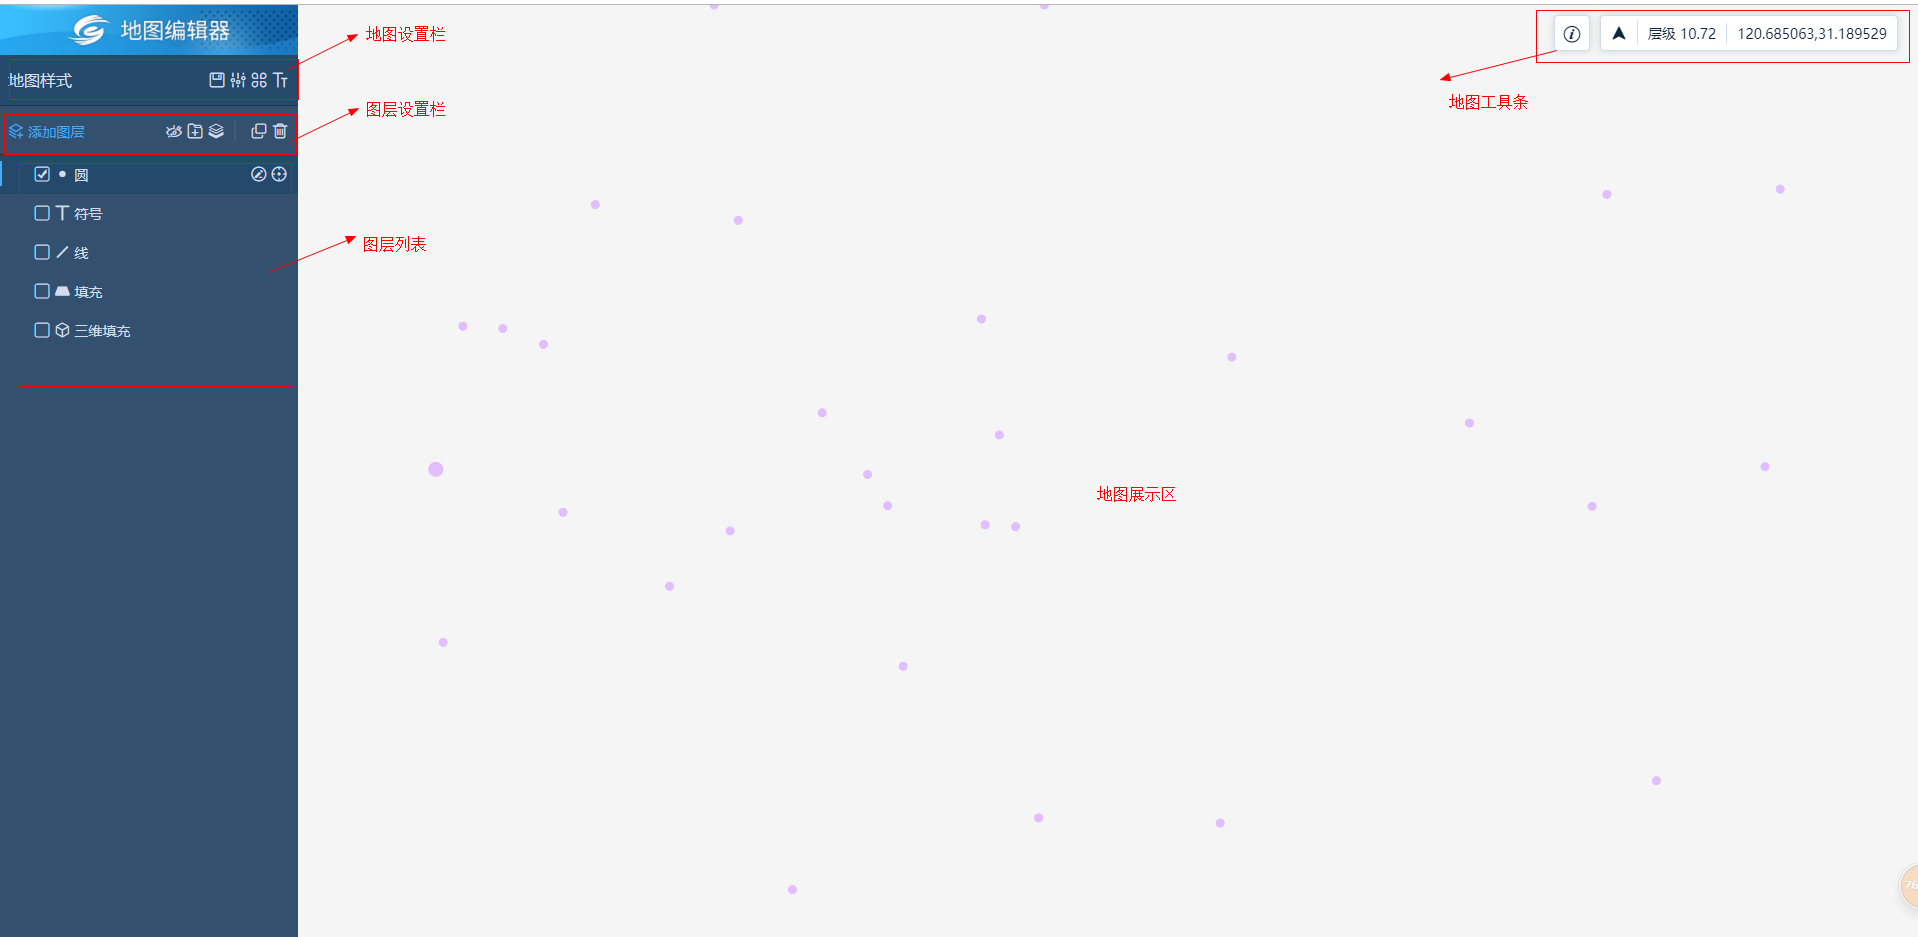 地图编辑器
地图设置栏
层级 10.72
120.685063,31.189529
地图样式
地图工具条
图层设置栏
添加图层
圆
符号
图层列表
线
填充
三维填充
地图展示区
76